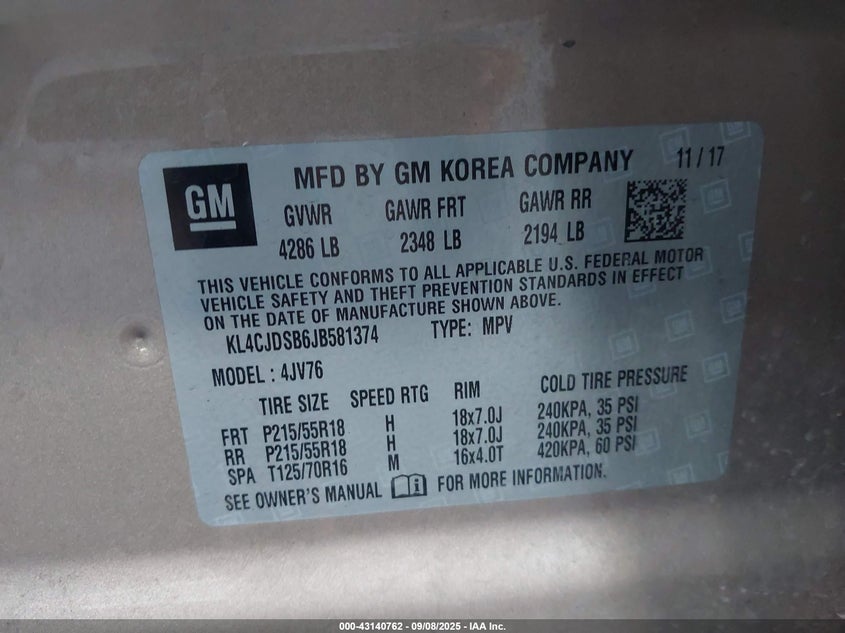 GM
MFD BY GM KOREA COMPANY 11/17
GVWR GAWR FRT GAWR RR
4286 LB 2348 LB 2194 LB
THIS VEHICLE CONFORMS TO ALL APPLICABLE U.S. FEDERAL MOTOR
VEHICLE SAFETY AND THEFT PREVENTION STANDARDS IN EFFECT
ON THE DATE OF MANUFACTURE SHOWN ABOVE.
KL4CJDSB6JB581374 TYPE: MPV
MODEL : 4JV76
TIRE SIZE SPEED RTG RIM COLD TIRE PRESSURE
FRT P215/55R18 H 18x7.0J 240KPA, 35 PSI
RR P215/55R18 H 18x7.0J 240KPA, 35 PSI
SPA T125/70R16 M 16x4.0T 420KPA, 60 PSI
SEE OWNER'S MANUAL FOR MORE INFORMATION.
000-43140762 - 09/08/2025 - IAA Inc.